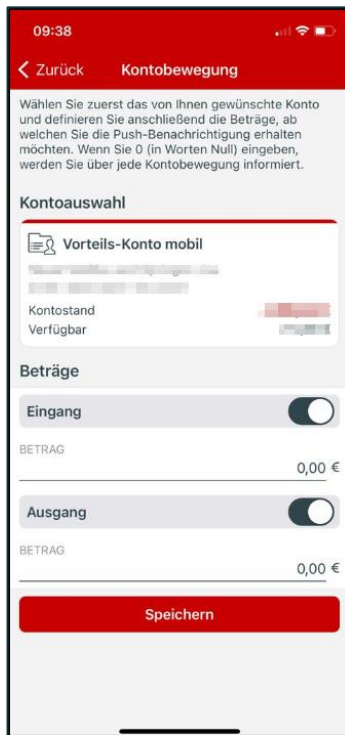 09:38
Zurück Kontobewegung
Wählen Sie zuerst das von Ihnen gewünschte Konto
und definieren Sie anschließend die Beträge, ab
welchen Sie die Push-Benachrichtigung erhalten
möchten. Wenn Sie 0 (in Worten Null) eingeben,
werden Sie über jede Kontobewegung informiert.
Kontoauswahl
Vorteils-Konto mobil
Kontostand
Verfügbar
Beträge
Eingang
BETRAG
0,00 €
Ausgang
BETRAG
0,00 €
Speichern